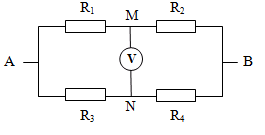 R₁ M R₂
A V B
R₃ N R₄